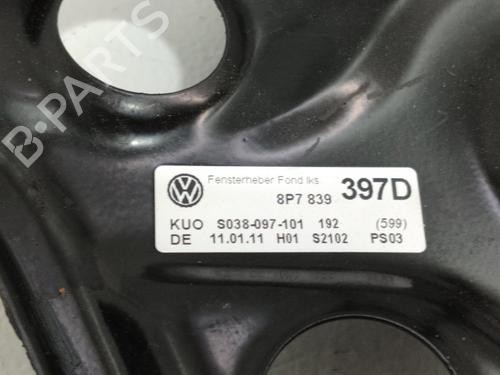 B-PARTS
Fensterheber Fond lks
8P7 839 397D
KUO S038-097-101 192 (599)
DE 11.01.11 H01 S2102 PS03